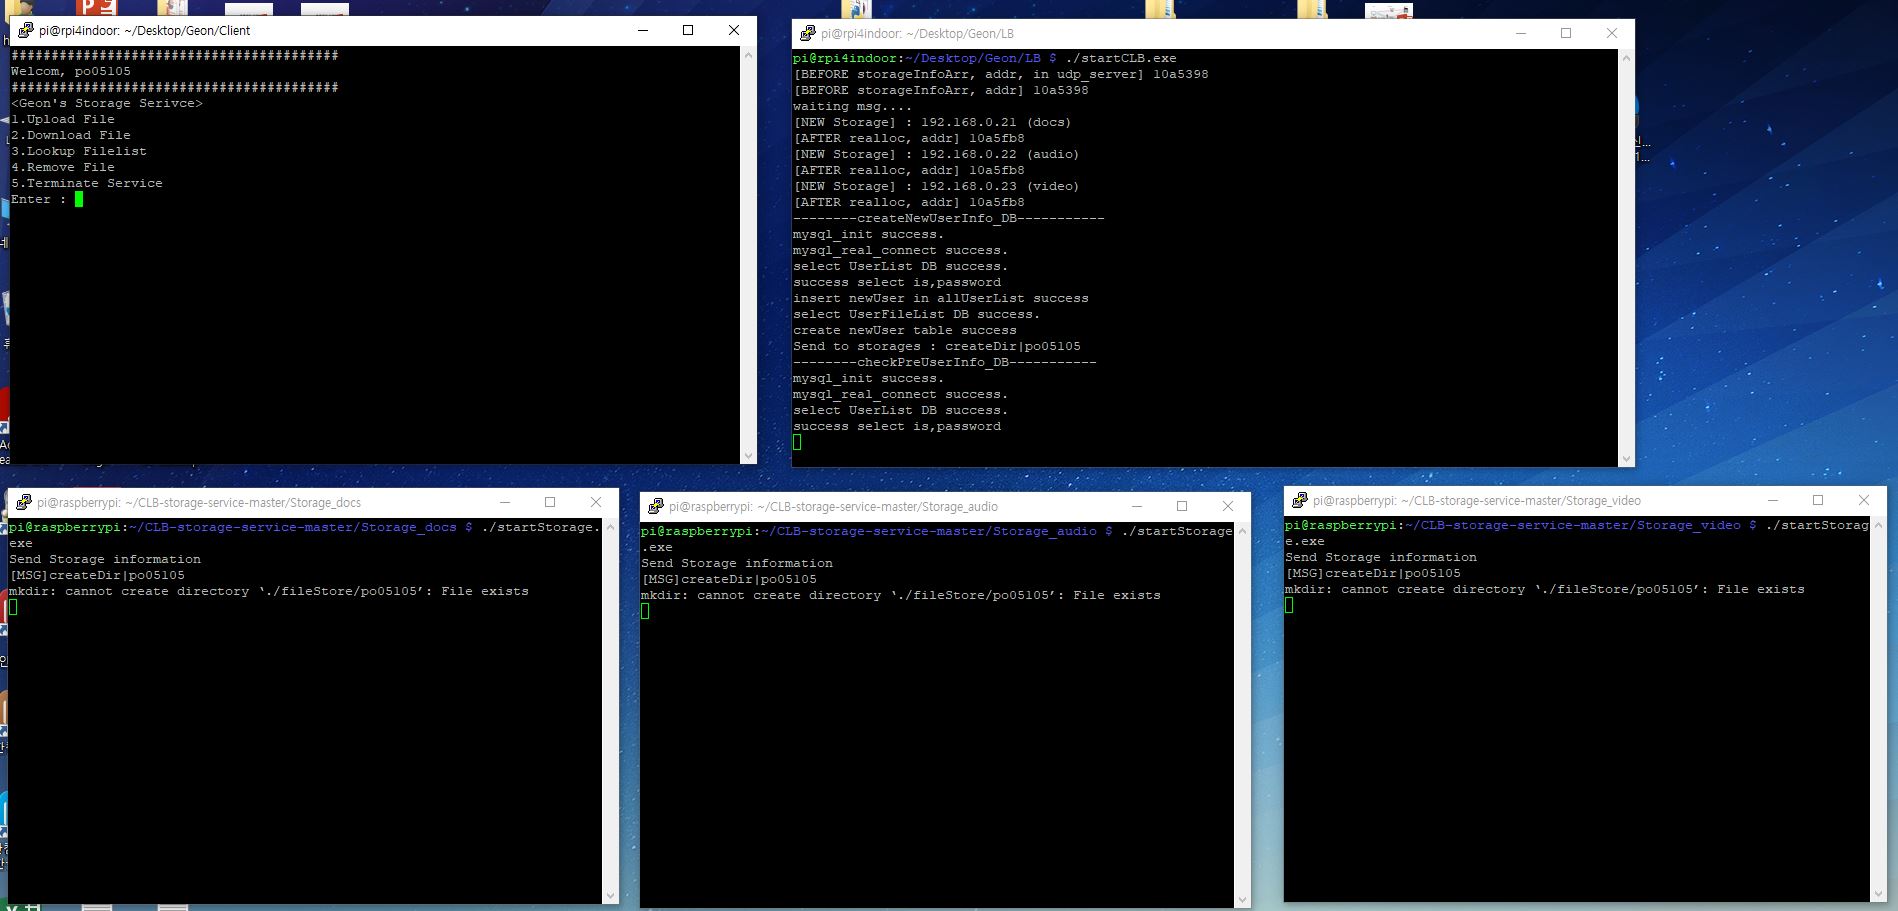 pi@rpi4indoor: ~/Desktop/Geon/Client
#########################################
Welcom, po05105
#########################################
<Geon's Storage Serivce>
1.Upload File
2.Download File
3.Lookup Filelist
4.Remove File
5.Terminate Service
Enter :
pi@rpi4indoor: ~/Desktop/Geon/LB
pi@rpi4indoor:~/Desktop/Geon/LB $ ./startCLB.exe
[BEFORE storageInfoArr, addr, in udp_server] 10a5398
[BEFORE storageInfoArr, addr] 10a5398
waiting msg....
[NEW Storage] : 192.168.0.21 (docs)
[AFTER realloc, addr] 10a5fb8
[NEW Storage] : 192.168.0.22 (audio)
[AFTER realloc, addr] 10a5fb8
[NEW Storage] : 192.168.0.23 (video)
[AFTER realloc, addr] 10a5fb8
--------createNewUserInfo_DB-----------
mysql_init success.
mysql_real_connect success.
select UserList DB success.
success select is,password
insert newUser in allUserList success
select UserFileList DB success.
create newUser table success
Send to storages : createDir|po05105
--------checkPreUserInfo_DB-----------
mysql_init success.
mysql_real_connect success.
select UserList DB success.
success select is,password
pi@raspberrypi: ~/CLB-storage-service-master/Storage_docs
pi@raspberrypi:~/CLB-storage-service-master/Storage_docs $ ./startStorage.
exe
Send Storage information
[MSG]createDir|po05105
mkdir: cannot create directory ‘./fileStore/po05105’: File exists
pi@raspberrypi: ~/CLB-storage-service-master/Storage_audio
pi@raspberrypi:~/CLB-storage-service-master/Storage_audio $ ./startStorage
.exe
Send Storage information
[MSG]createDir|po05105
mkdir: cannot create directory ‘./fileStore/po05105’: File exists
pi@raspberrypi: ~/CLB-storage-service-master/Storage_video
pi@raspberrypi:~/CLB-storage-service-master/Storage_video $ ./startStorag
e.exe
Send Storage information
[MSG]createDir|po05105
mkdir: cannot create directory ‘./fileStore/po05105’: File exists